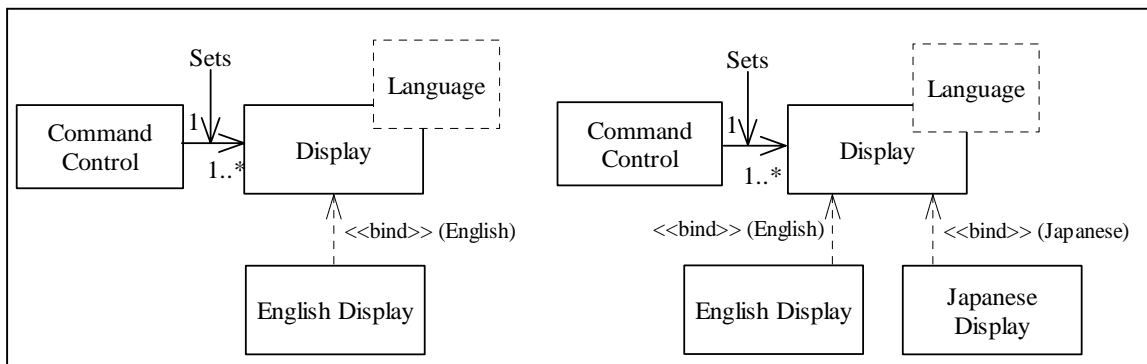 Sets
Language
Command
Control
1
1..*
Display
<<bind>> (English)
English Display
Sets
Language
Command
Control
1
1..*
Display
<<bind>> (English)
<<bind>> (Japanese)
English Display
Japanese
Display